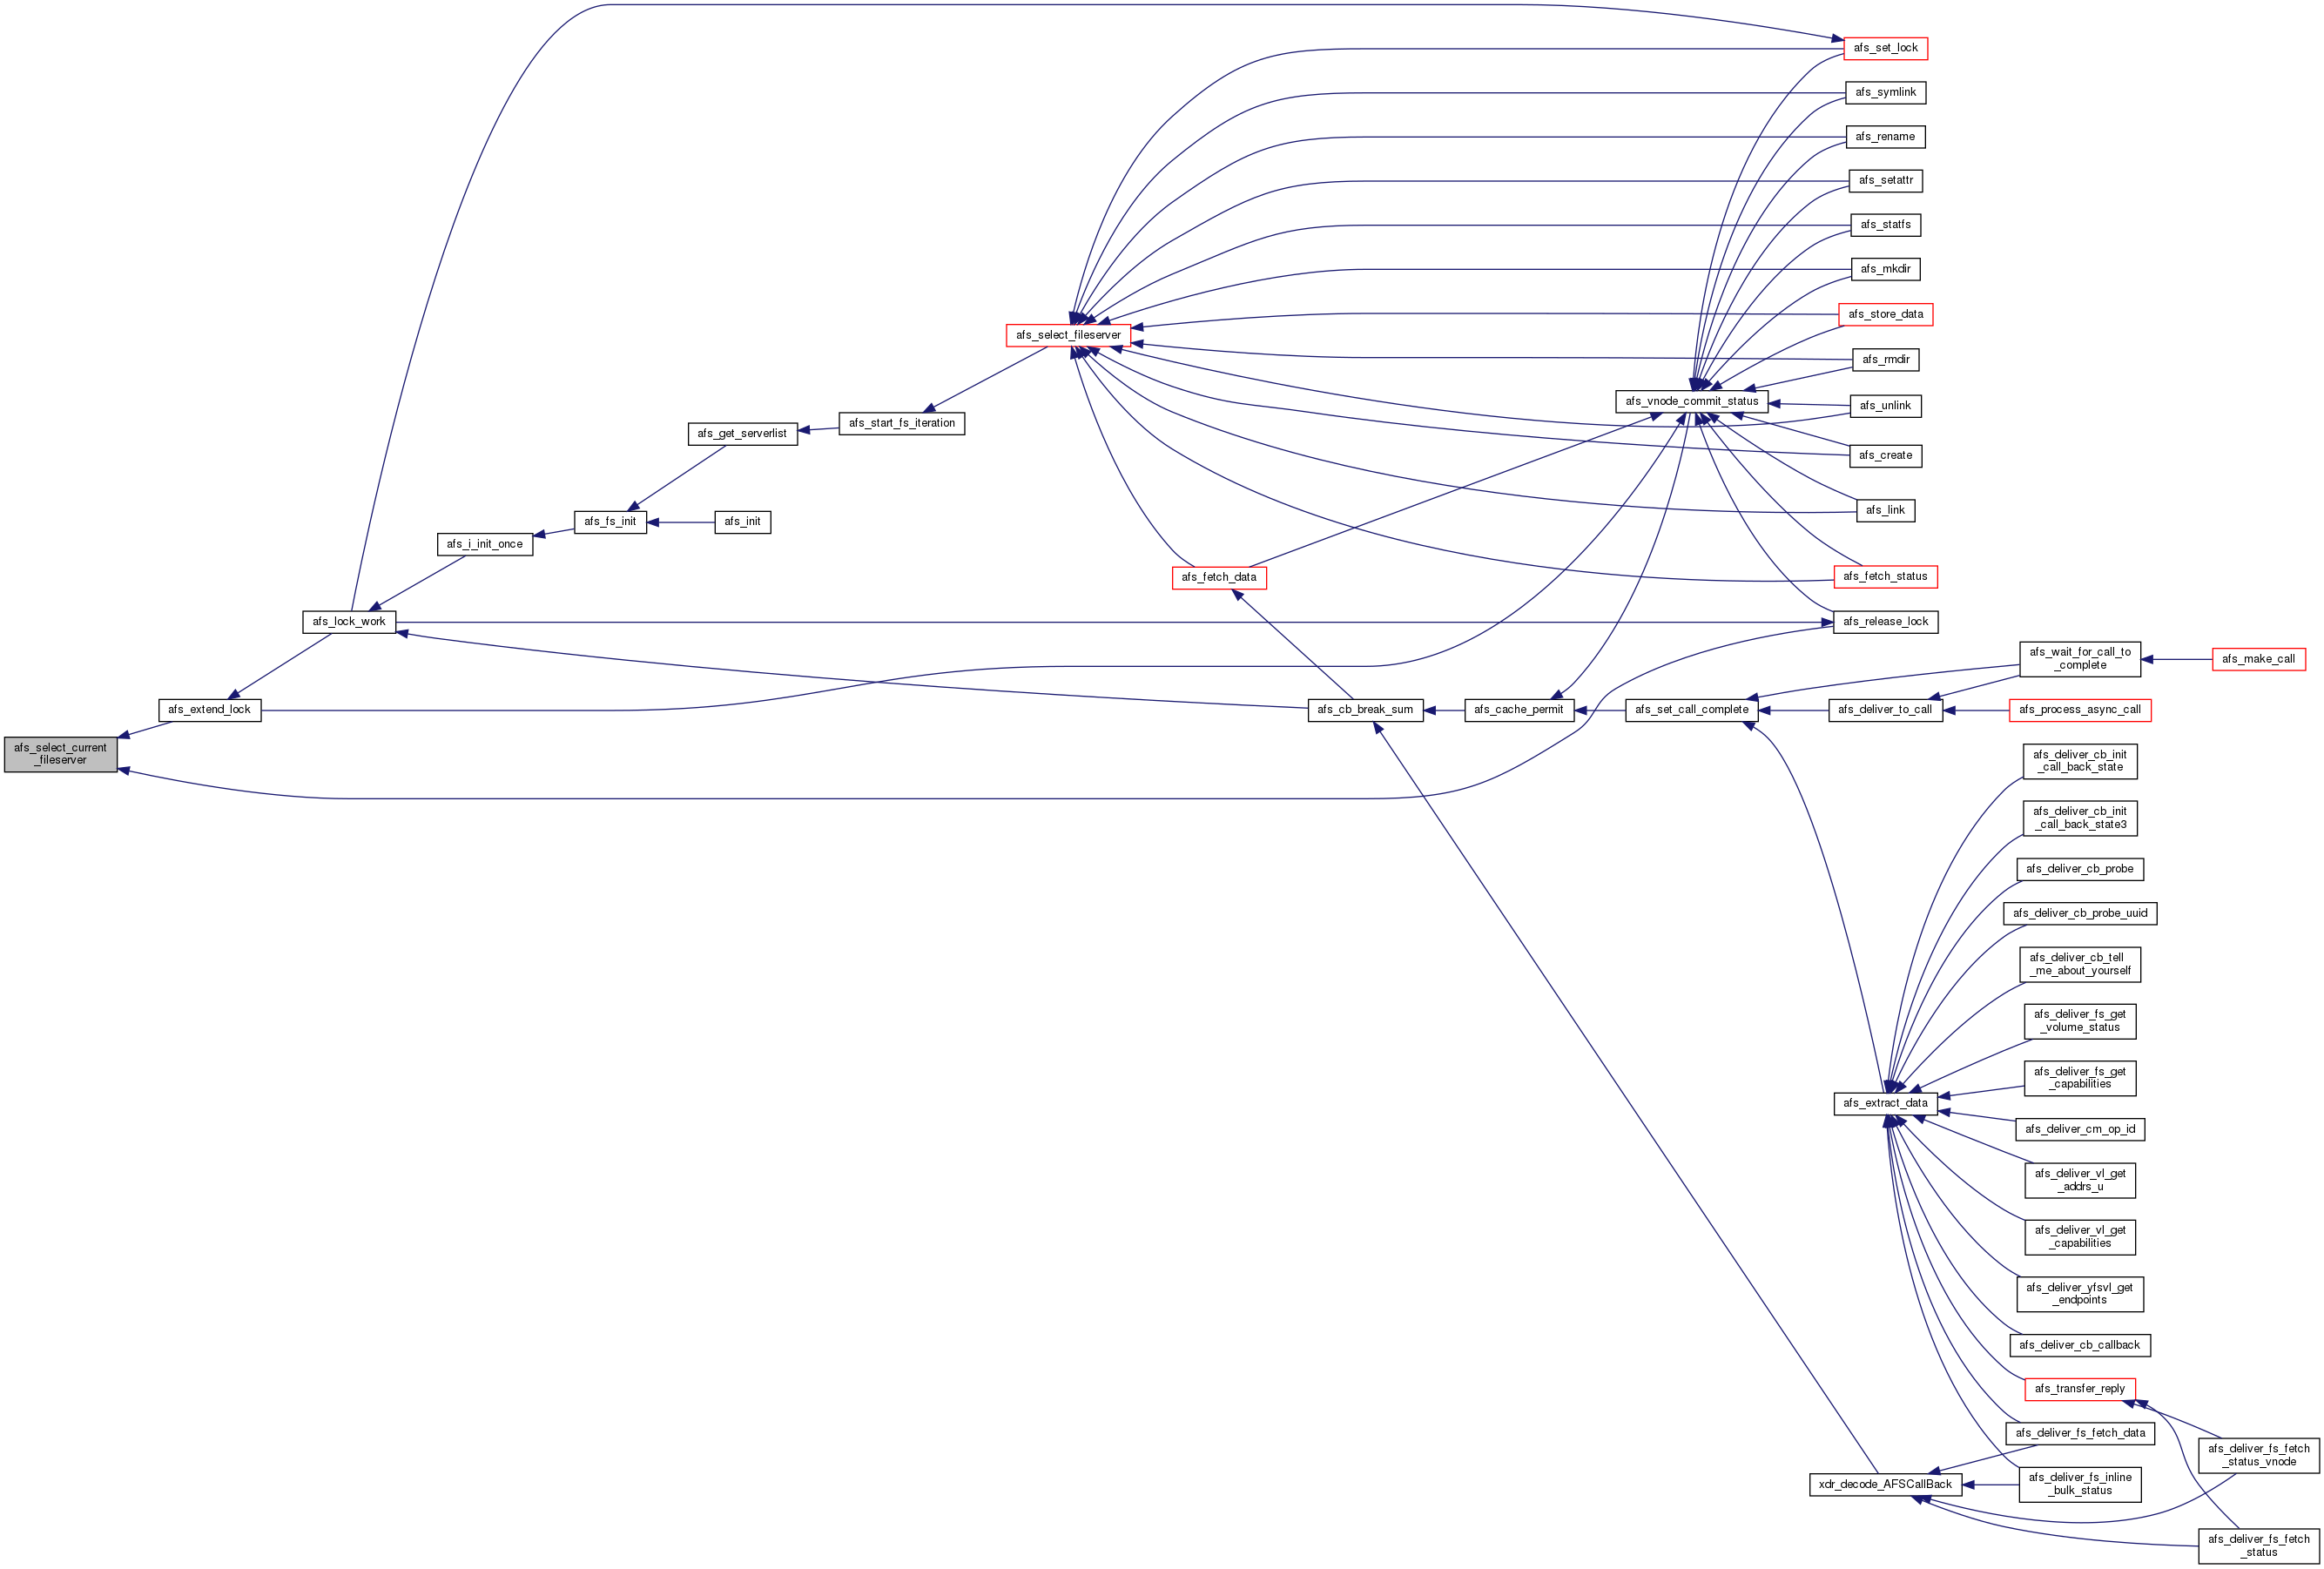 afs_set_lock
afs_symlink
afs_rename
afs_setattr
afs_statfs
afs_mkdir
afs_store_data
afs_select_fileserver
afs_rmdir
afs_vnode_commit_status
afs_unlink
afs_start_fs_iteration
afs_get_serverlist
afs_create
afs_link
afs_fs_init
afs_init
afs_i_init_once
afs_fetch_data
afs_fetch_status
afs_lock_work
afs_release_lock
afs_wait_for_call_to
_complete
afs_make_call
afs_extend_lock
afs_cb_break_sum
afs_cache_permit
afs_set_call_complete
afs_deliver_to_call
afs_process_async_call
afs_select_current
_fileserver
afs_deliver_cb_init
_call_back_state
afs_deliver_cb_init
_call_back_state3
afs_deliver_cb_probe
afs_deliver_cb_probe_uuid
afs_deliver_cb_tell
_me_about_yourself
afs_deliver_fs_get
_volume_status
afs_deliver_fs_get
_capabilities
afs_extract_data
afs_deliver_cm_op_id
afs_deliver_vl_get
_addrs_u
afs_deliver_vl_get
_capabilities
afs_deliver_yfsvl_get
_endpoints
afs_deliver_cb_callback
afs_transfer_reply
afs_deliver_fs_fetch_data
afs_deliver_fs_fetch
_status_vnode
xdr_decode_AFSCallBack
afs_deliver_fs_inline
_bulk_status
afs_deliver_fs_fetch
_status